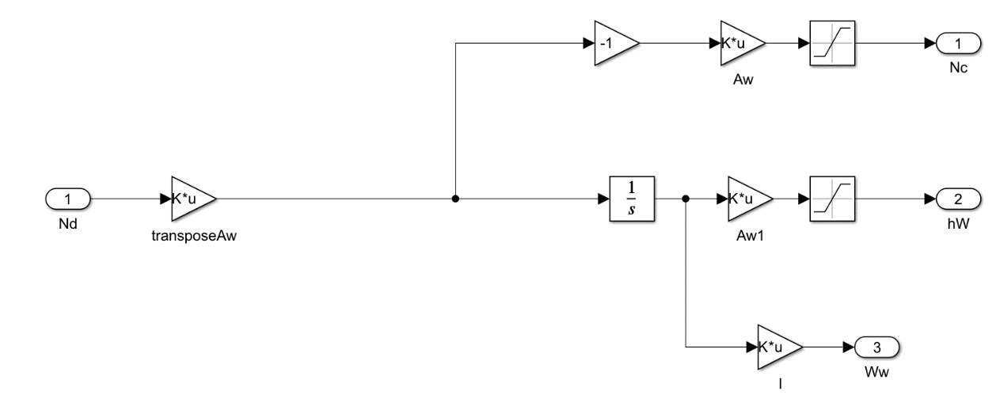 -1
K*u
1
Aw
Nc
1
K*u
1
s
K*u
2
Nd
transposeAw
Aw1
hW
K*u
3
I
Ww